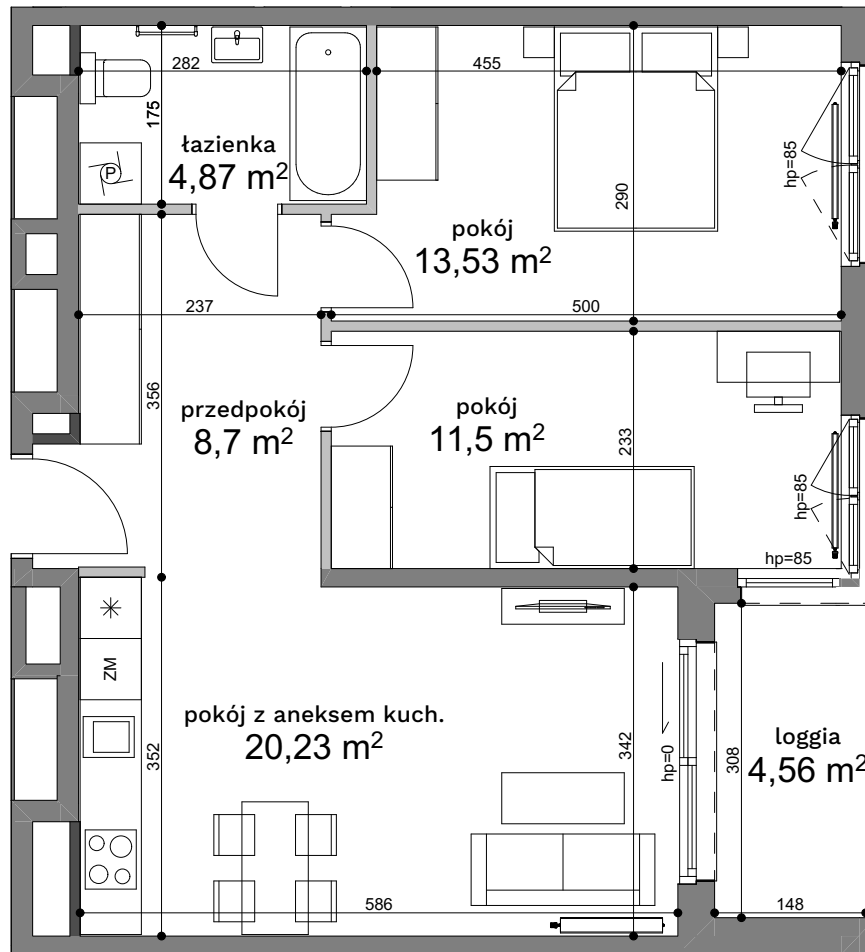 282
455
175
łazienka
4,87 m²
P
hp=85
290
pokój
13,53 m²
237
500
356
przedpokój
8,7 m²
pokój
11,5 m²
233
hp=85
hp=85
ZM
pokój z aneksem kuch.
20,23 m²
352
342
hp=0
308
loggia
4,56 m²
586
148